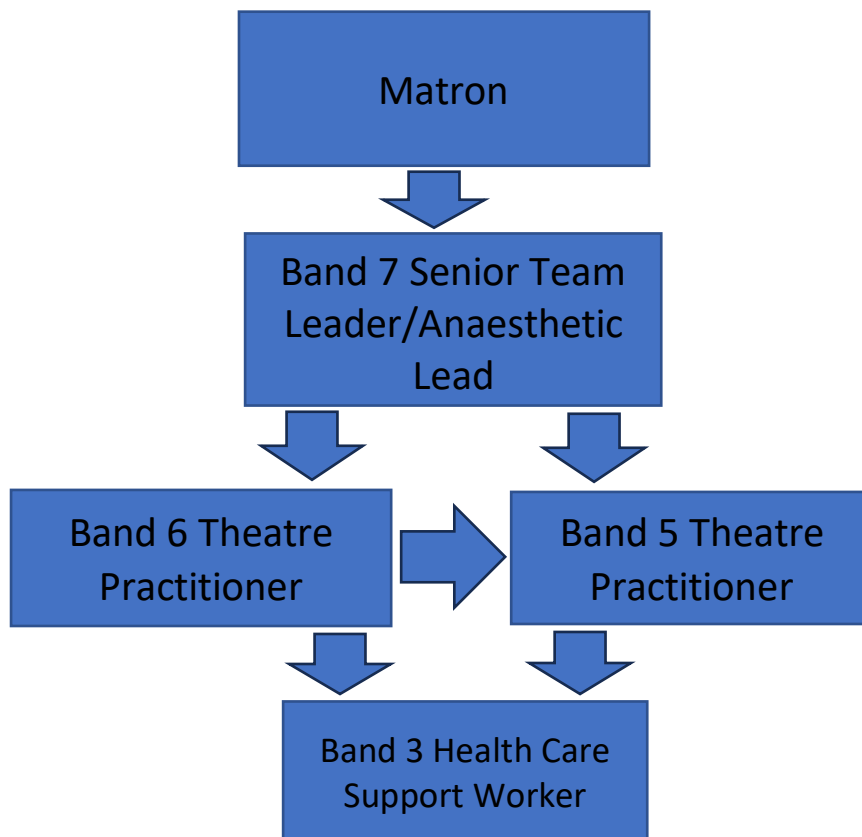 Matron
Band 7 Senior Team
Leader/Anaesthetic
Lead
Band 6 Theatre
Practitioner
Band 5 Theatre
Practitioner
Band 3 Health Care
Support Worker